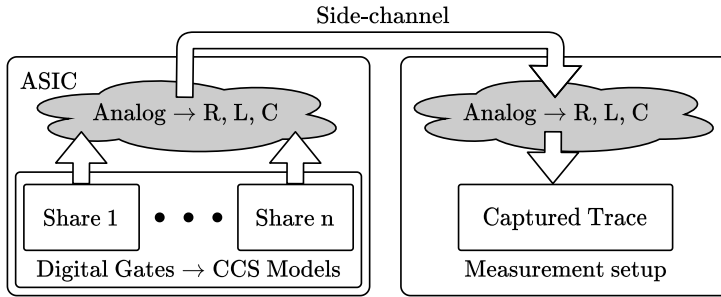 Side-channel
ASIC
Analog → R, L, C
Analog → R, L, C
Share 1
• • •
Share n
Captured Trace
Digital Gates → CCS Models
Measurement setup